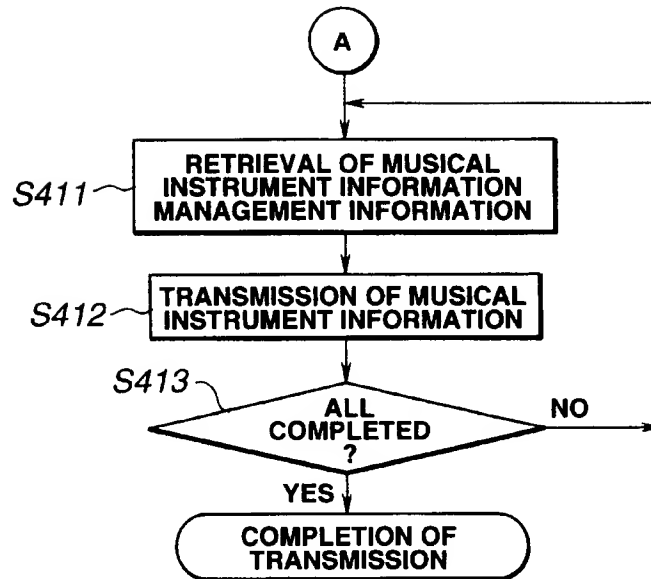 A
RETRIEVAL OF MUSICAL
INSTRUMENT INFORMATION
MANAGEMENT INFORMATION
S411
TRANSMISSION OF MUSICAL
INSTRUMENT INFORMATION
S412
S413
ALL
COMPLETED
?
NO
YES
COMPLETION OF
TRANSMISSION